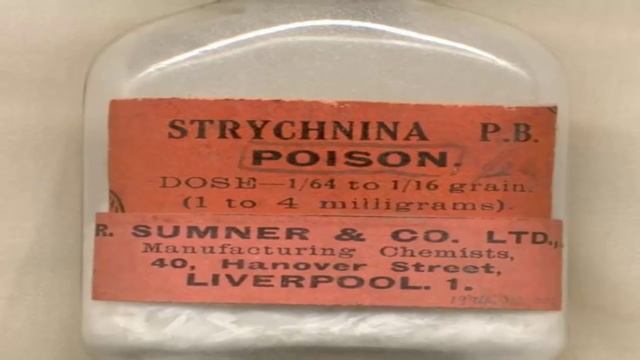 STRYCHNINA P.B.
POISON.
DOSE—1/64 to 1/16 grain.
(1 to 4 milligrams).
R. SUMNER & CO. LTD.,
Manufacturing Chemists,
40, Hanover Street,
LIVERPOOL. 1.